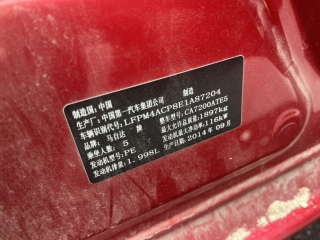 制造国：中国 制造
生产厂：中国第一汽车集团公司
车辆识别代号：LFPM4ACP8E1A87204
品牌：马自达牌 整车型号：CA7200ATE5
乘坐人数：5 最大允许总质量：1897kg
发动机型号：PE 发动机最大净功率：116kW
发动机排量：1.998L 生产日期：2014年09月